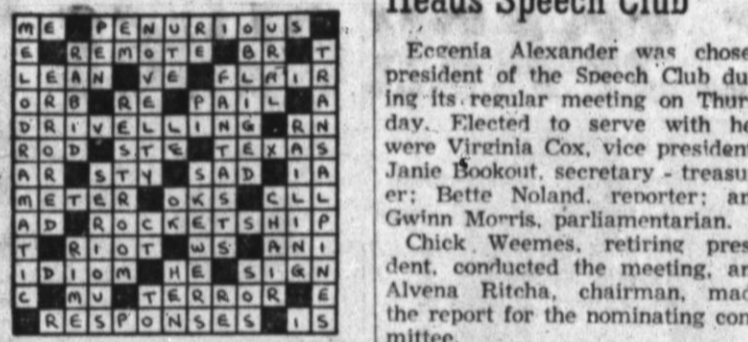 ME PENURIOUS
E REMOTE BR T
LEAN VE FLAIR
ORB RE PAIL A
DRIVELLING RN
ROD STE TEXAS
AR STY SAD IA
METER OKS CLL
AD ROCKETSHIP
T RIOT WS ANI
IDIOM HE SIGN
C MU TERROR E
RESPONSES IS
Heads Speech Club
Ecgenia Alexander was chose
president of the Speech Club du
ing its regular meeting on Thur
day. Elected to serve with he
were Virginia Cox, vice presiden
Janie Bookout, secretary - treasu
er; Bette Noland, reporter; an
Gwinn Morris, parliamentarian.
Chick Weemes, retiring pres
dent, conducted the meeting, an
Alvena Ritcha, chairman, mad
the report for the nominating con
mittee.